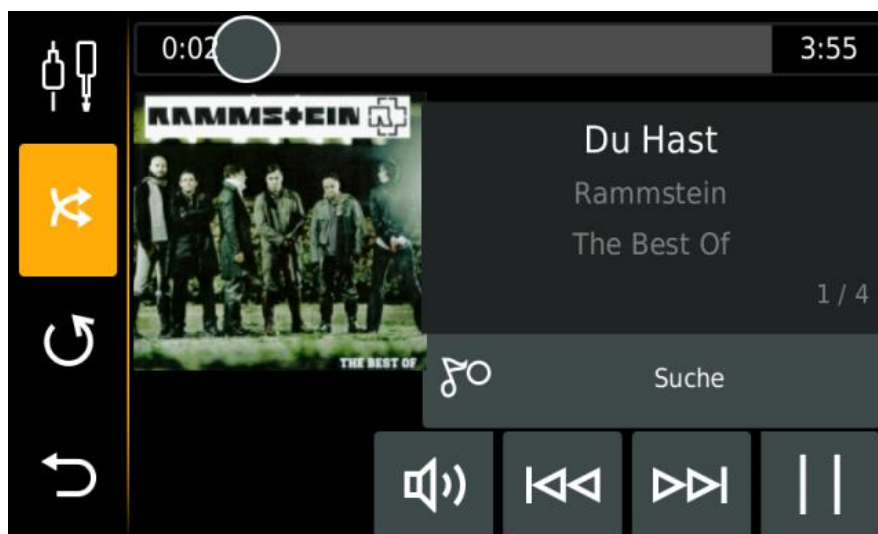 0:02
3:55
RAMMSTEIN
Du Hast
Rammstein
The Best Of
1 / 4
THE BEST OF
Suche